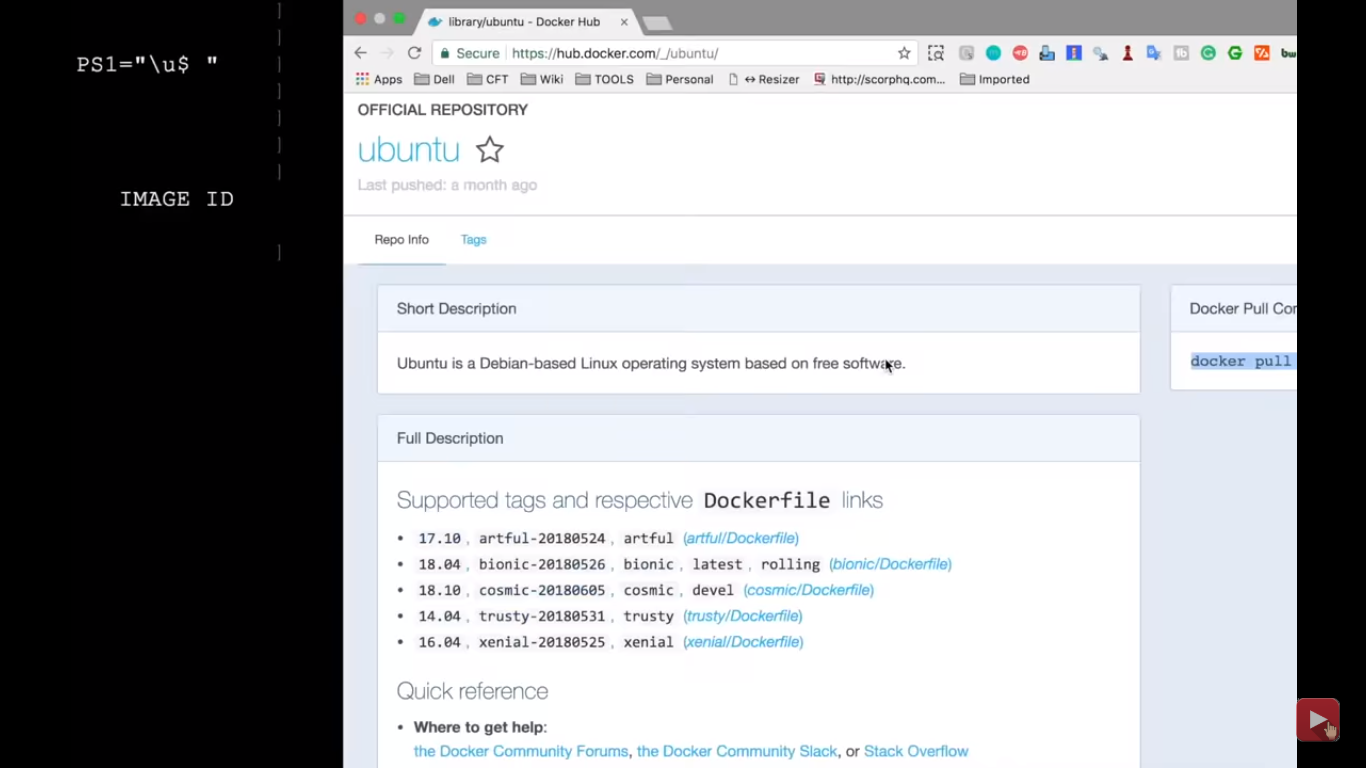 PS1="\u$ "
IMAGE ID
library/ubuntu - Docker Hub
Secure https://hub.docker.com/_/ubuntu/
Apps Dell CFT Wiki TOOLS Personal ↔ Resizer http://scorphq.com... Imported
OFFICIAL REPOSITORY
ubuntu
Last pushed: a month ago
Repo Info Tags
Short Description
Ubuntu is a Debian-based Linux operating system based on free software.
Docker Pull Cor
docker pull
Full Description
Supported tags and respective Dockerfile links
• 17.10 , artful-20180524 , artful (artful/Dockerfile)
• 18.04 , bionic-20180526 , bionic , latest , rolling (bionic/Dockerfile)
• 18.10 , cosmic-20180605 , cosmic , devel (cosmic/Dockerfile)
• 14.04 , trusty-20180531 , trusty (trusty/Dockerfile)
• 16.04 , xenial-20180525 , xenial (xenial/Dockerfile)
Quick reference
• Where to get help:
the Docker Community Forums, the Docker Community Slack, or Stack Overflow